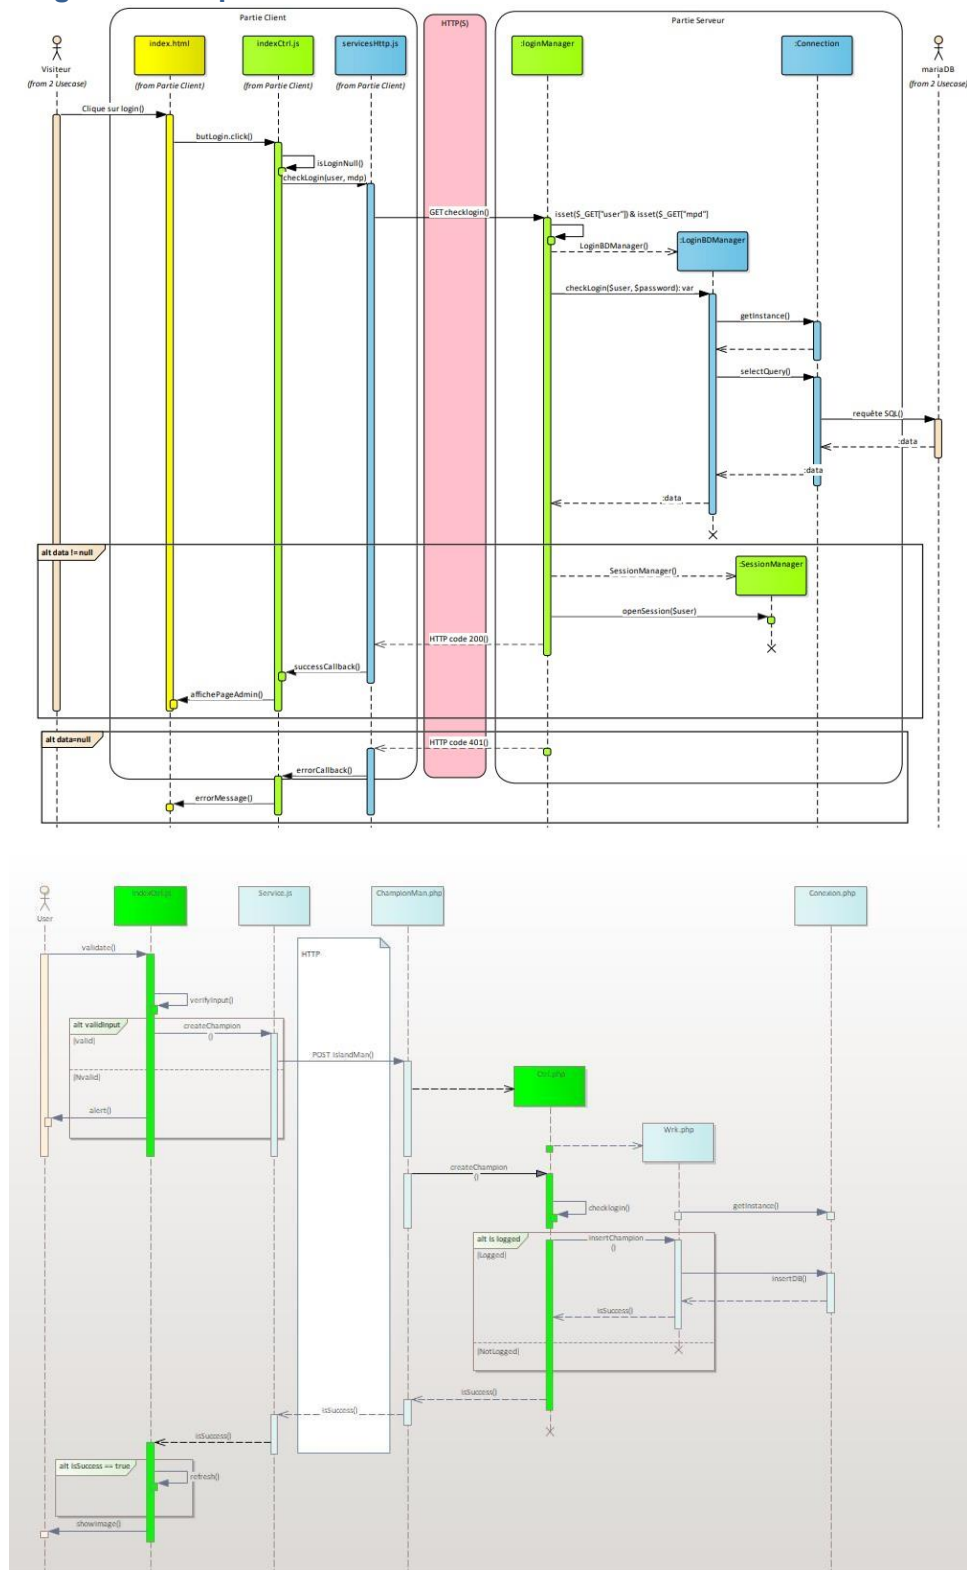 Partie Client
HTTP(S)
Partie Serveur
index.html
indexCtrl.js
servicesHttp.js
:loginManager
:Connection
Visiteur
mariaDB
(from 2 Usecase)
(from Partie Client)
(from Partie Client)
(from Partie Client)
(from 2 Usecase)
Clique sur login()
butLogin.click()
isLoginNull()
checkLogin(user, mdp)
GET checklogin()
isset($_GET["user"]) & isset($_GET["mpd"]
:LoginBDManager
LoginBDManager()
checkLogin($user, $password): var
getInstance()
selectQuery()
requête SQL()
:data
:data
:data
alt data != null
:SessionManager
SessionManager()
openSession($user)
HTTP code 200()
successCallback()
affichePageAdmin()
alt data=null
HTTP code 401()
errorCallback()
errorMessage()
IndexCtrl.js
Service.js
ChampionMan.php
Conexion.php
User
validate()
HTTP
verifyInput()
alt validInput
createChampion
()
[valid]
POST IslandMan()
[Nvalid]
Ctrl.php
alert()
Wrk.php
createChampion
()
checklogin()
getInstance()
alt Is logged
insertChampion
()
[Logged]
insertDB()
isSuccess()
[NotLogged]
isSuccess()
isSuccess()
isSuccess()
alt isSuccess == true
refresh()
showImage()